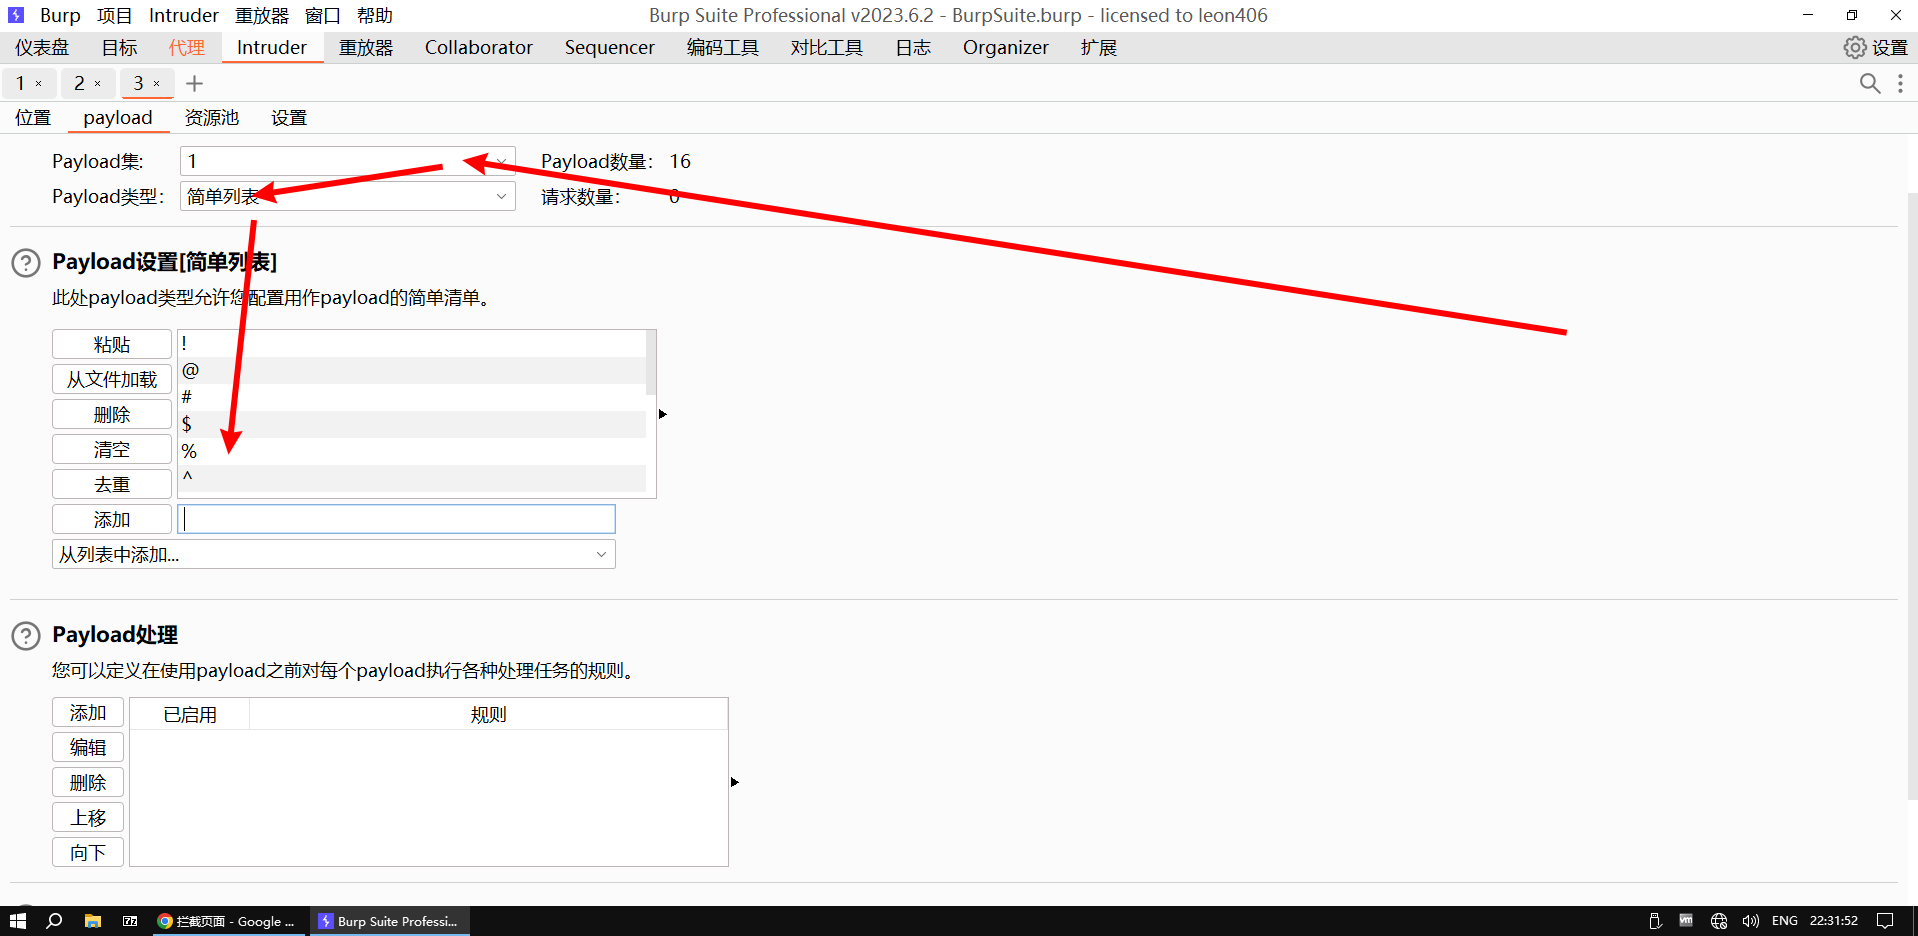 Burp 项目 Intruder 重放器 窗口 帮助 Burp Suite Professional v2023.6.2 - BurpSuite.burp - licensed to leon406
仪表盘 目标 代理 Intruder 重放器 Collaborator Sequencer 编码工具 对比工具 日志 Organizer 扩展 设置
1 × 2 × 3 × +
位置 payload 资源池 设置
Payload集: 1 Payload数量: 16
Payload类型: 简单列表 请求数量: 0
? Payload设置[简单列表]
此处payload类型允许您配置用作payload的简单清单。
粘贴 !
从文件加载 @
删除 #
清空 $
去重 %
^
添加
从列表中添加...
? Payload处理
您可以定义在使用payload之前对每个payload执行各种处理任务的规则。
添加 已启用 规则
编辑
删除
上移
向下
拦截页面 - Google ... Burp Suite Professi... ENG 22:31:52